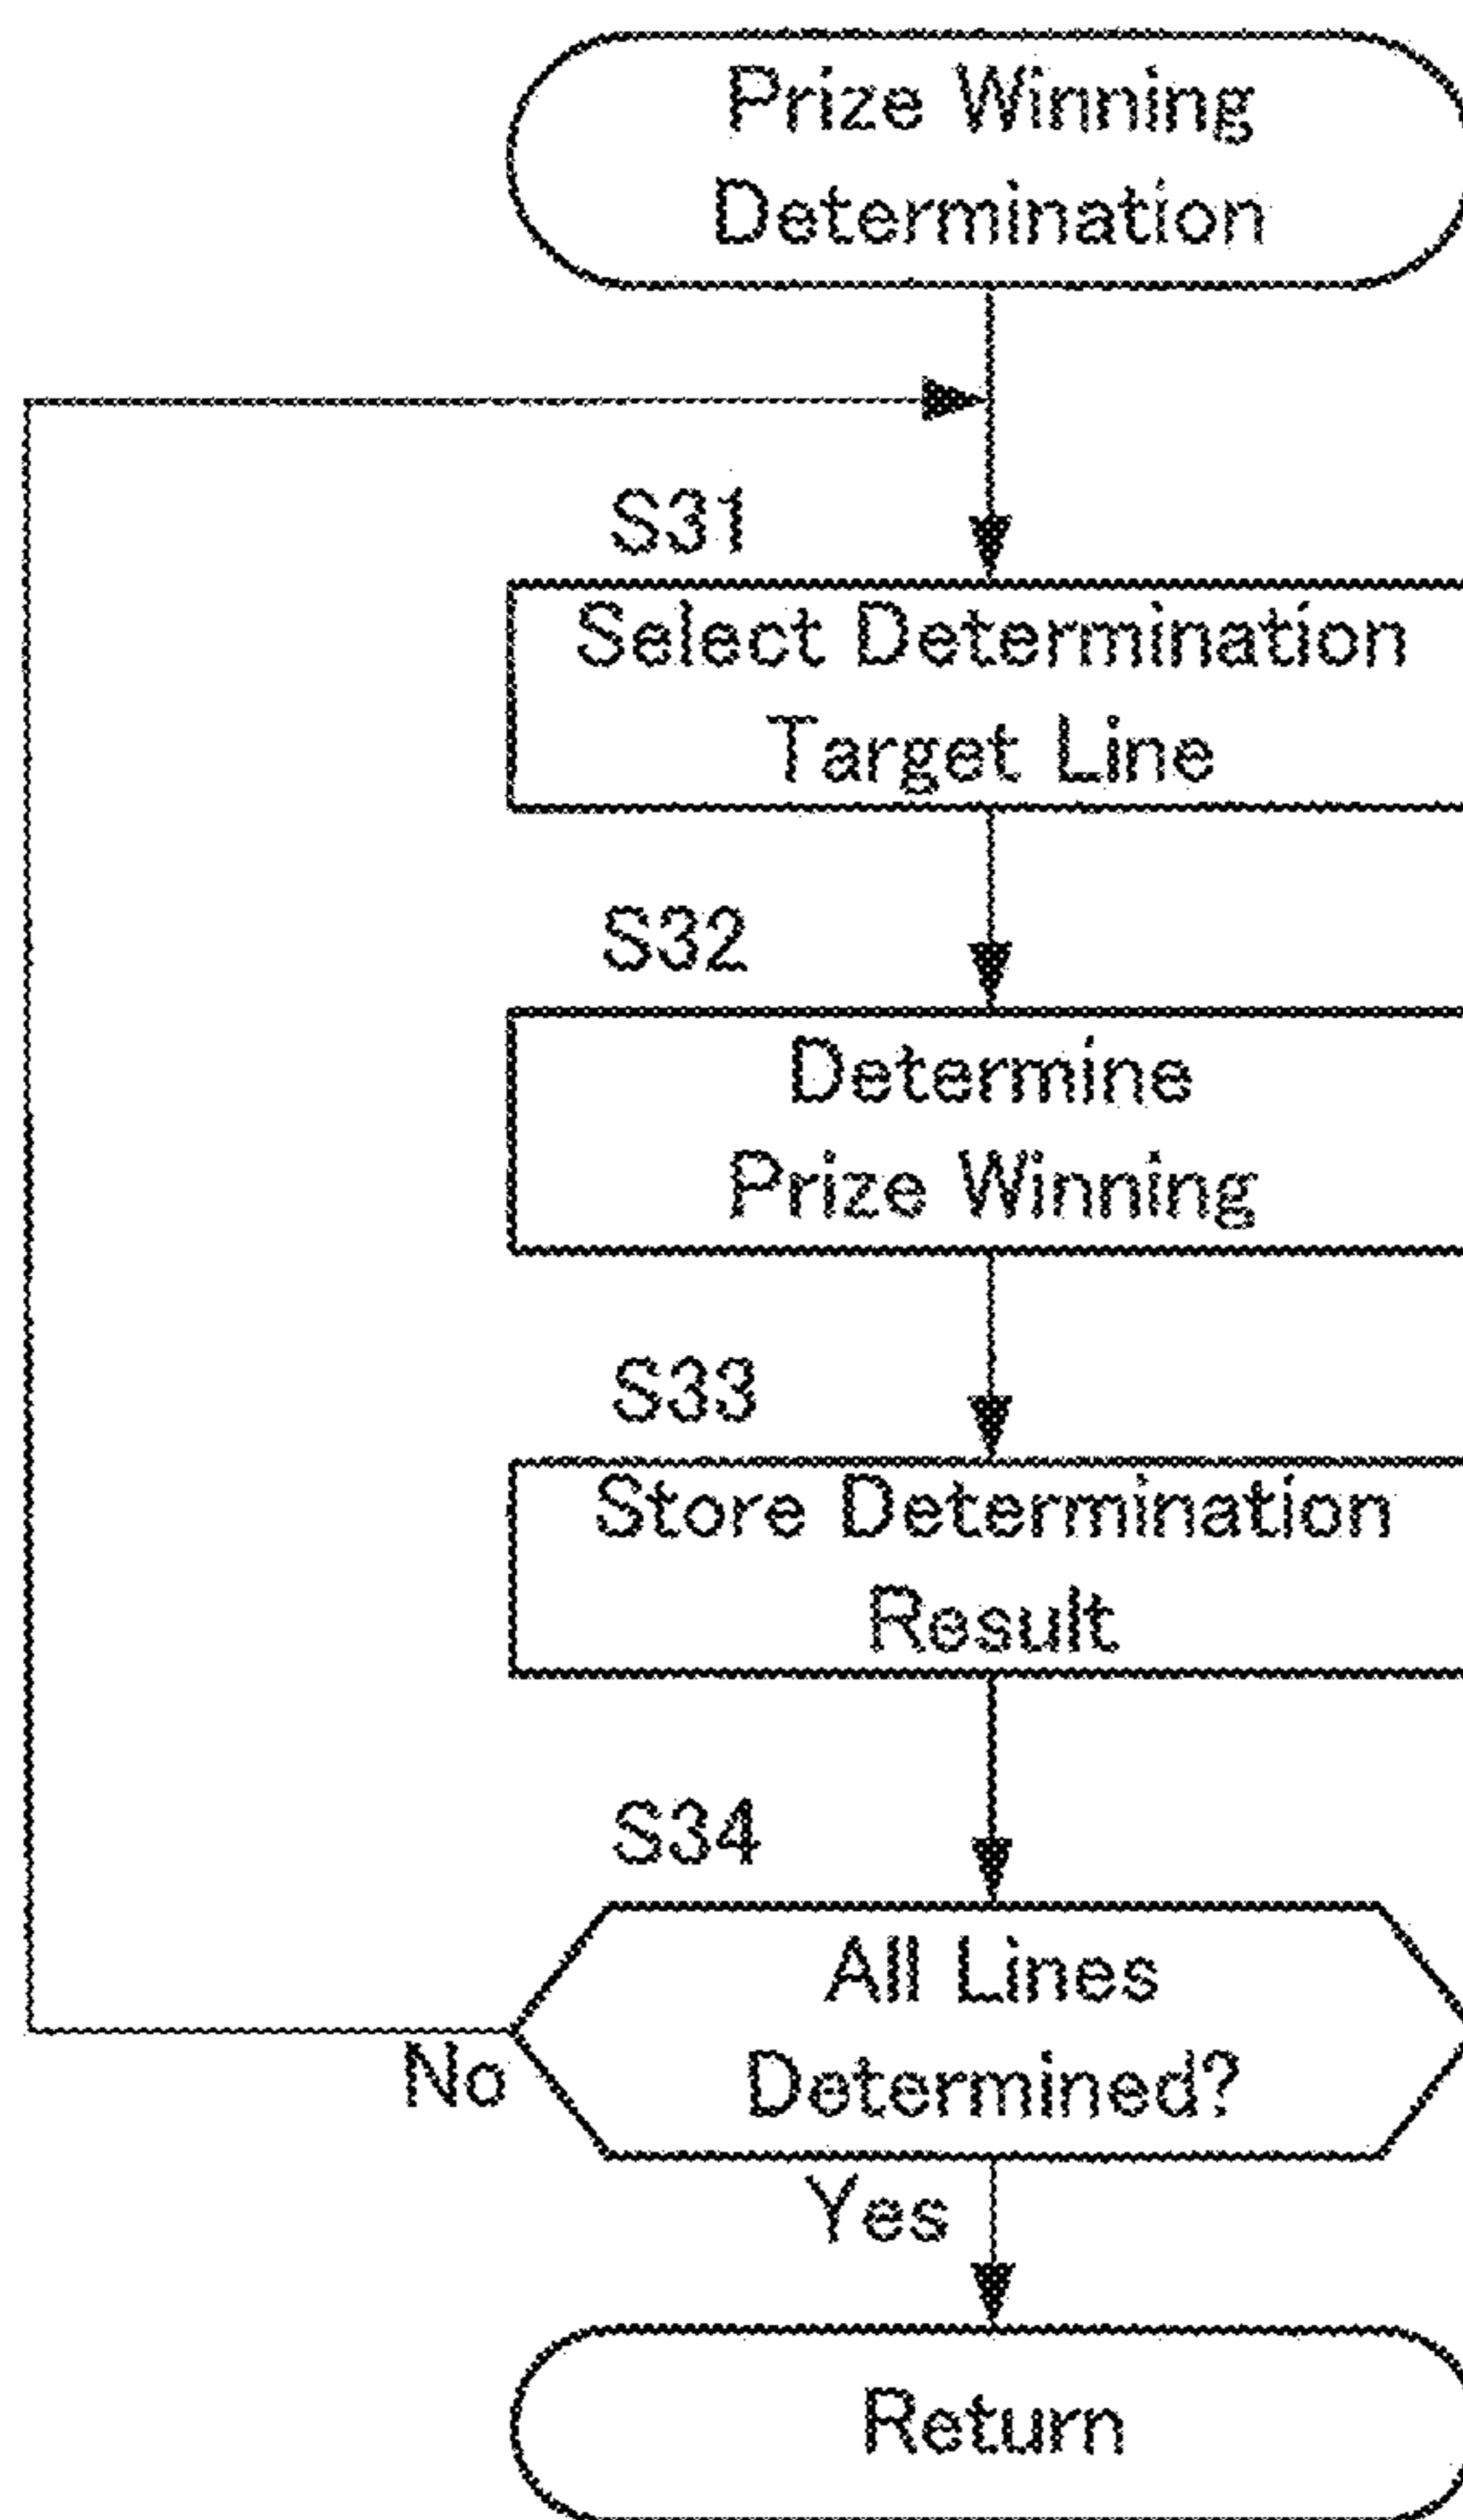 Prize Winning
Determination
S31
Select Determination
Target Line
S32
Determine
Prize Winning
S33
Store Determination
Result
S34
All Lines
Determined?
No
Yes
Return